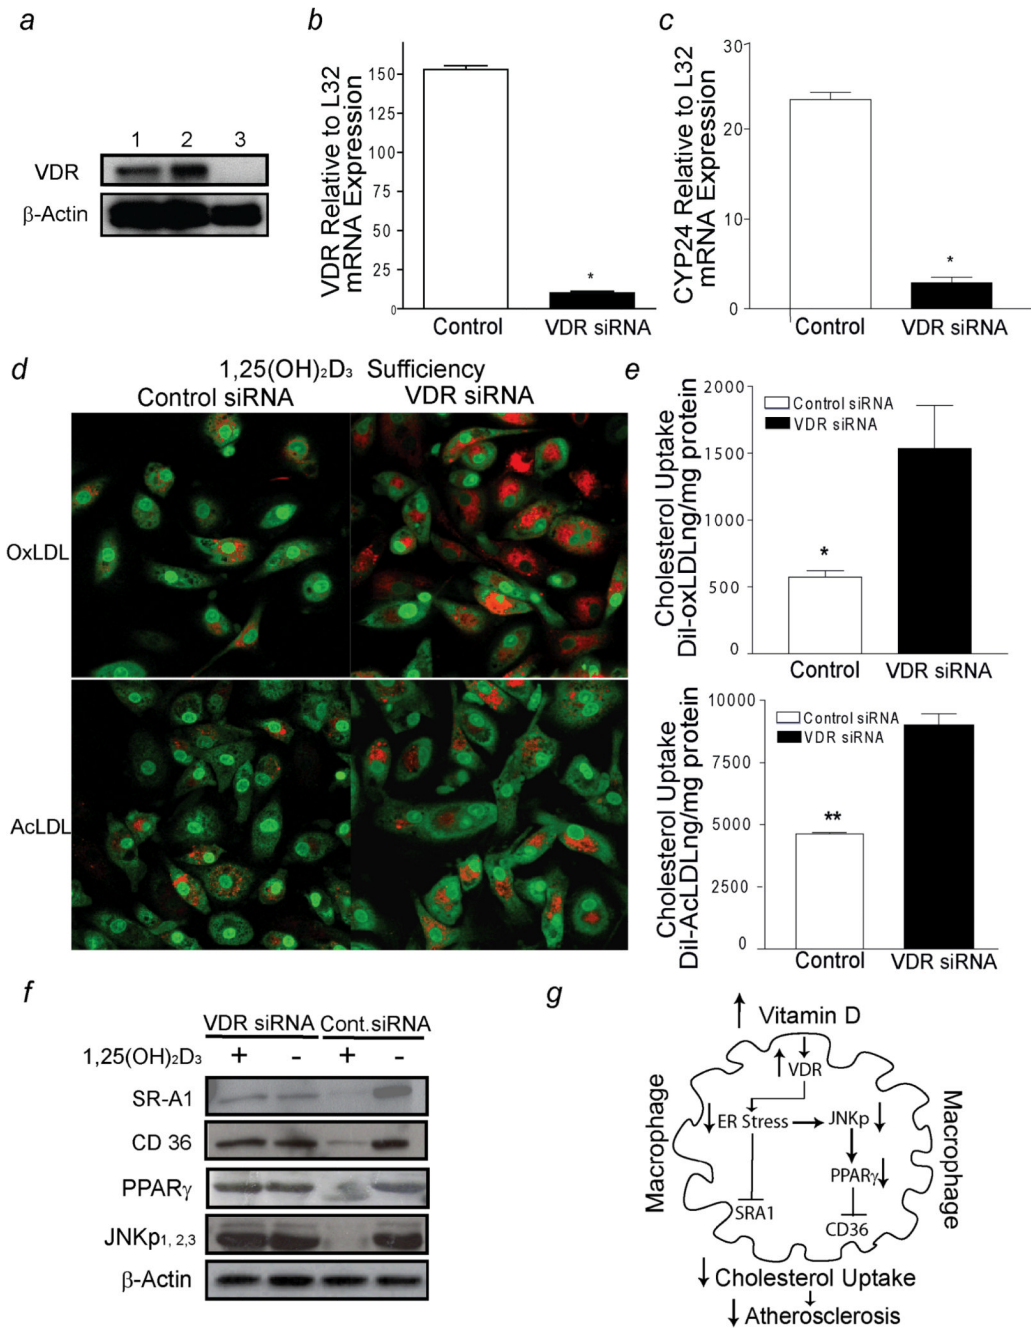 a
1 2 3
VDR
β-Actin
b
VDR Relative to L32
mRNA Expression
150
125
100
75
50
25
0
*
Control VDR siRNA
c
CYP24 Relative to L32
mRNA Expression
30
20
10
0
*
Control VDR siRNA
d
1,25(OH)₂D₃ Sufficiency
Control siRNA VDR siRNA
OxLDL
AcLDL
e
Cholesterol Uptake
Dil-oxLDLng/mg protein
2000
1500
1000
500
0
Control siRNA
VDR siRNA
*
Control VDR siRNA
Cholesterol Uptake
Dil-AcLDLng/mg protein
10000
7500
5000
2500
0
Control siRNA
VDR siRNA
**
Control VDR siRNA
f
VDR siRNA Cont.siRNA
1,25(OH)₂D₃ + - + -
SR-A1
CD 36
PPARγ
JNKp1, 2,3
β-Actin
g
↑ Vitamin D
↑ VDR
↓ ER Stress → JNKp ↓
PPARγ ↓
SRA1
CD36
Macrophage
Macrophage
↓ Cholesterol Uptake
↓ Atherosclerosis